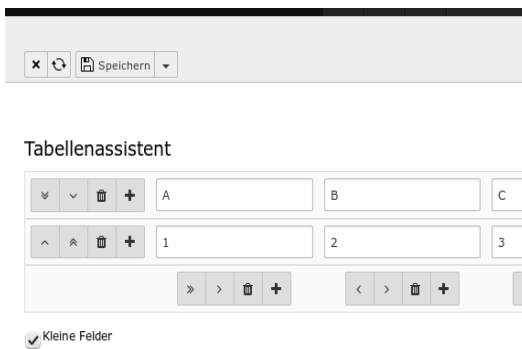 Speichern
Tabellenassistent
A B C
1 2 3
Kleine Felder